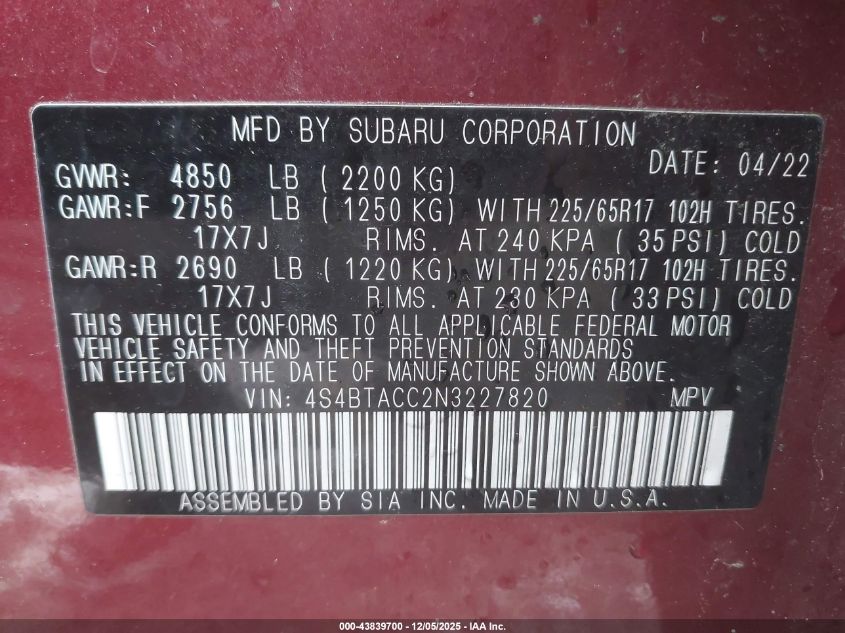 MFD BY SUBARU CORPORATION
DATE: 04/22
GVWR: 4850 LB ( 2200 KG)
GAWR:F 2756 LB ( 1250 KG) WITH 225/65R17 102H TIRES.
17X7J RIMS. AT 240 KPA ( 35 PSI) COLD
GAWR:R 2690 LB ( 1220 KG) WITH 225/65R17 102H TIRES.
17X7J RIMS. AT 230 KPA ( 33 PSI) COLD
THIS VEHICLE CONFORMS TO ALL APPLICABLE FEDERAL MOTOR
VEHICLE SAFETY AND THEFT PREVENTION STANDARDS
IN EFFECT ON THE DATE OF MANUFACTURE SHOWN ABOVE.
VIN: 4S4BTACC2N3227820 MPV
ASSEMBLED BY SIA INC. MADE IN U.S.A.
000-43839700 - 12/05/2025 - IAA Inc.